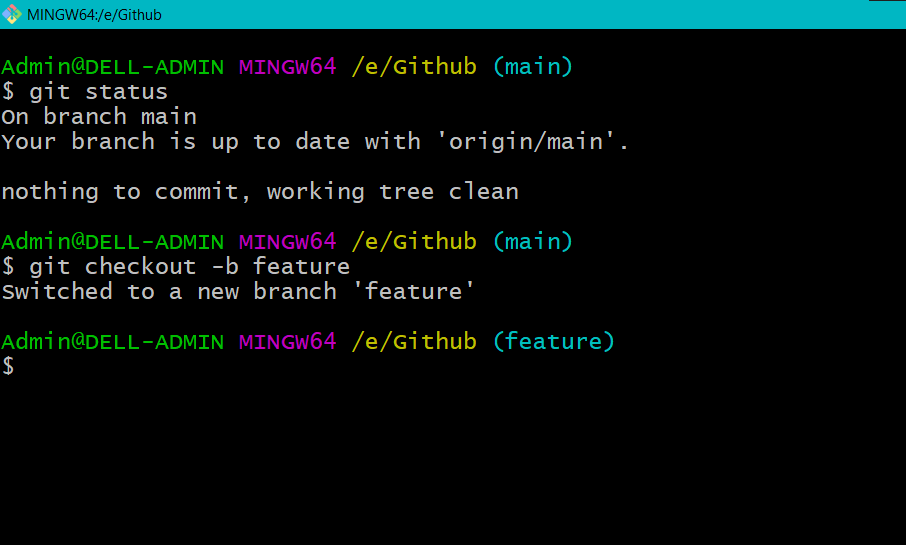 MINGW64:/e/Github
Admin@DELL-ADMIN MINGW64 /e/Github (main)
$ git status
On branch main
Your branch is up to date with 'origin/main'.
nothing to commit, working tree clean
Admin@DELL-ADMIN MINGW64 /e/Github (main)
$ git checkout -b feature
Switched to a new branch 'feature'
Admin@DELL-ADMIN MINGW64 /e/Github (feature)
$